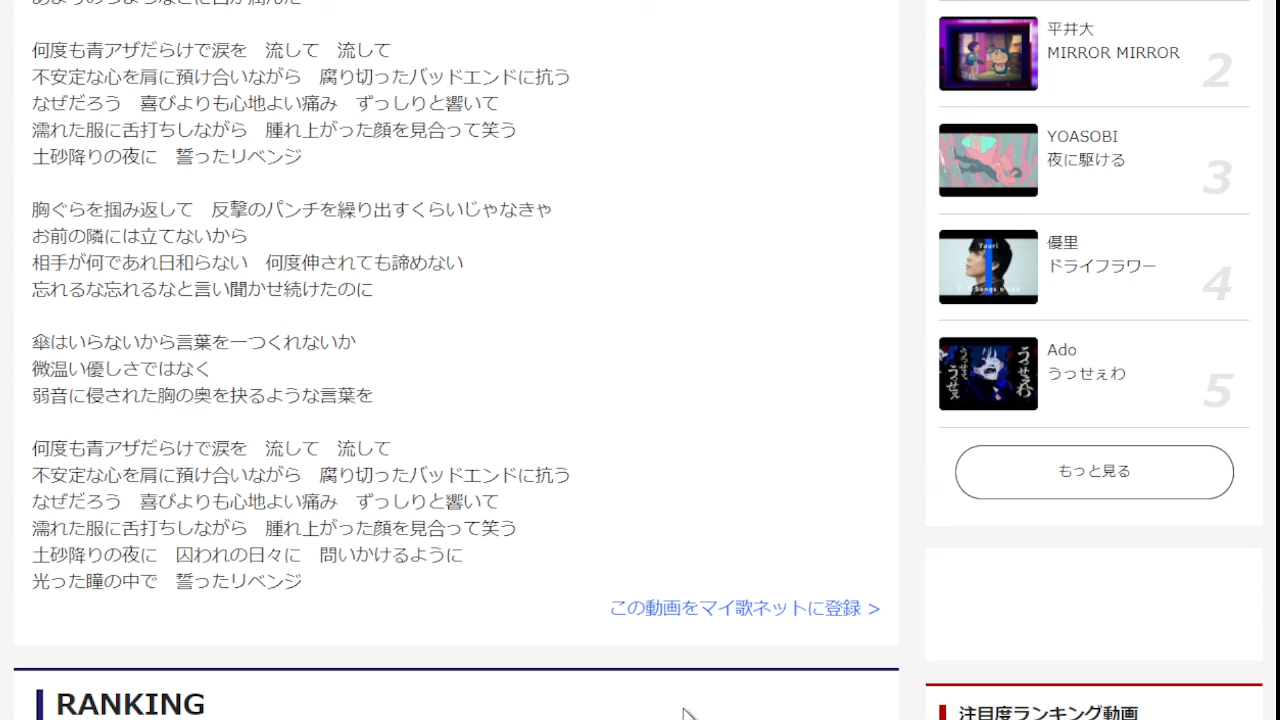 何度も青アザだらけで涙を　流して　流して
不安定な心を肩に預け合いながら　腐り切ったバッドエンドに抗う
なぜだろう　喜びよりも心地よい痛み　ずっしりと響いて
濡れた服に舌打ちしながら　腫れ上がった顔を見合って笑う
土砂降りの夜に　誓ったリベンジ
胸ぐらを掴み返して　反撃のパンチを繰り出すくらいじゃなきゃ
お前の隣には立てないから
相手が何であれ日和らない　何度伸されても諦めない
忘れるな忘れるなと言い聞かせ続けたのに
傘はいらないから言葉を一つくれないか
微温い優しさではなく
弱音に侵された胸の奥を抉るような言葉を
何度も青アザだらけで涙を　流して　流して
不安定な心を肩に預け合いながら　腐り切ったバッドエンドに抗う
なぜだろう　喜びよりも心地よい痛み　ずっしりと響いて
濡れた服に舌打ちしながら　腫れ上がった顔を見合って笑う
土砂降りの夜に　囚われの日々に　問いかけるように
光った瞳の中で　誓ったリベンジ
この動画をマイ歌ネットに登録 >
RANKING
平井大
MIRROR MIRROR
2
YOASOBI
夜に駆ける
3
Yuuri
優里
ドライフラワー
4
うっせぇわ
Ado
うっせぇわ
5
もっと見る
注目度ランキング動画